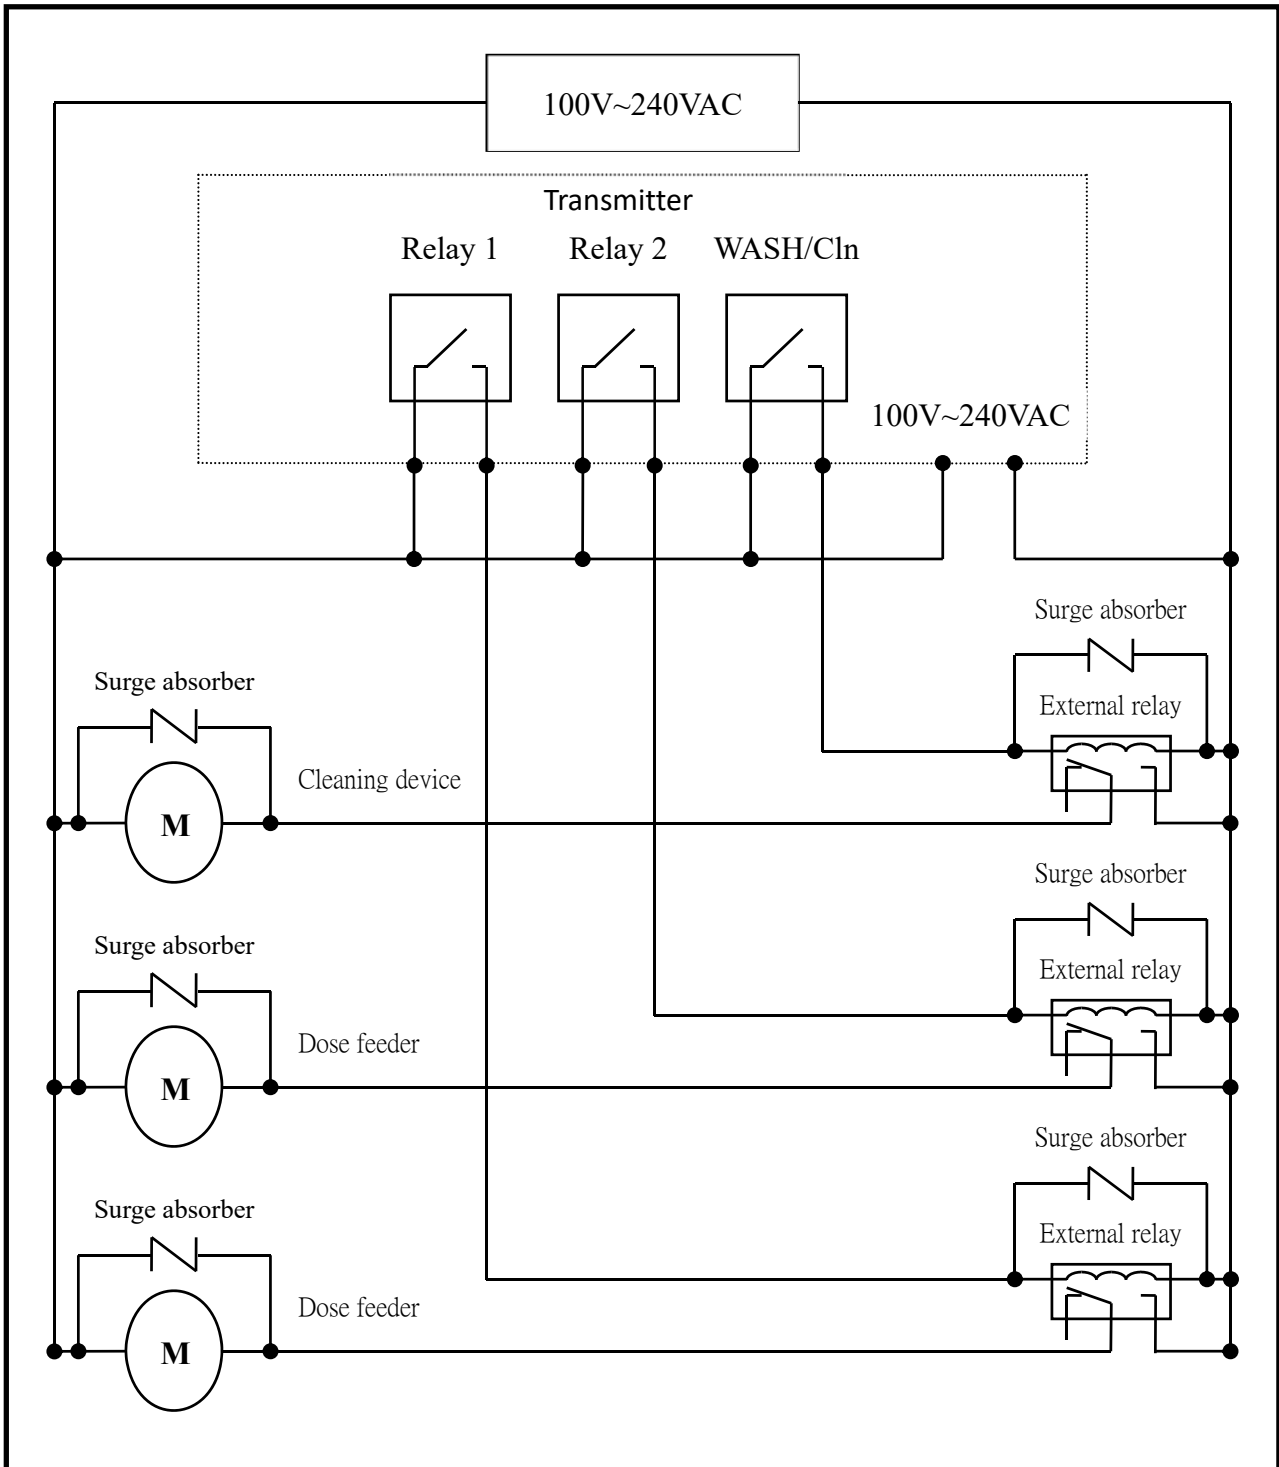 100V~240VAC
Transmitter
Relay 1
Relay 2
WASH/Cln
100V~240VAC
Surge absorber
External relay
Surge absorber
Cleaning device
M
Surge absorber
External relay
Surge absorber
Dose feeder
M
Surge absorber
External relay
Surge absorber
Dose feeder
M